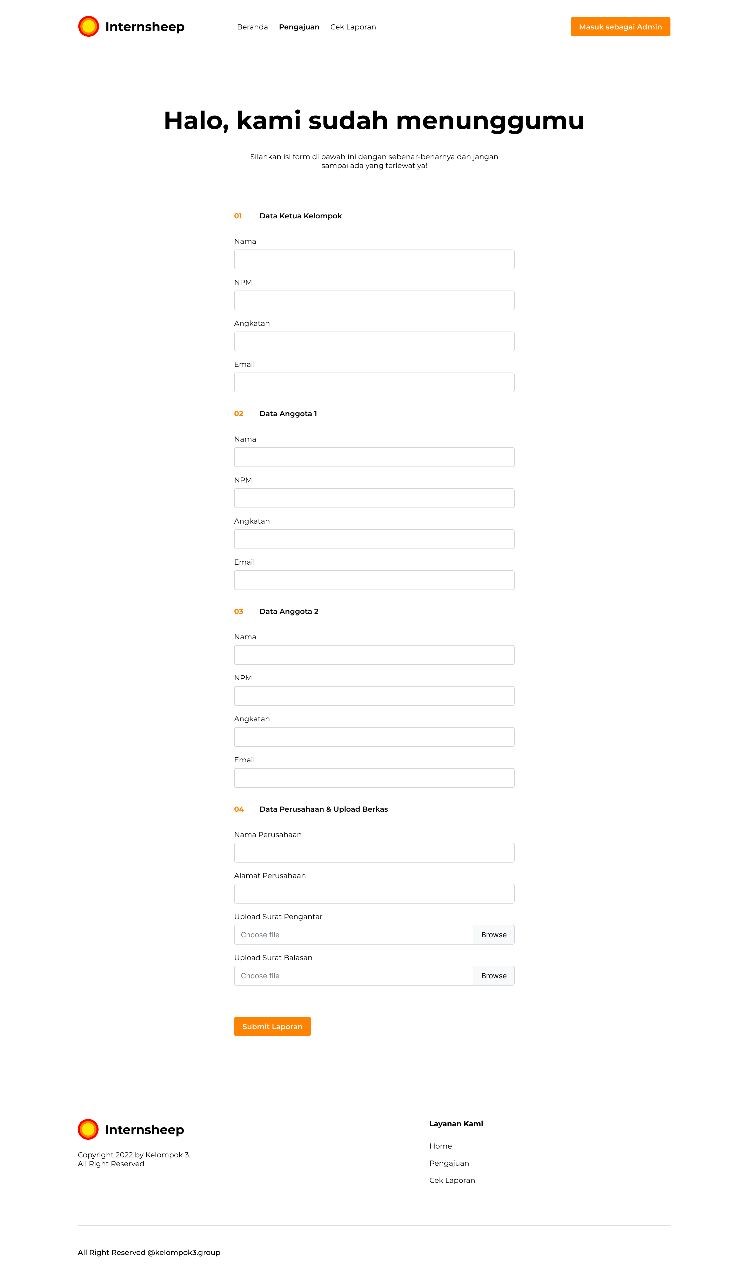 Internsheep
Beranda Pengajuan Cek Laporan
Masuk sebagai Admin
Halo, kami sudah menunggumu
Silahkan isi form di bawah ini dengan sebenar-benarnya dan jangan
sampai ada yang terlewat ya!
01 Data Ketua Kelompok
Nama
NPM
Angkatan
Email
02 Data Anggota 1
Nama
NPM
Angkatan
Email
03 Data Anggota 2
Nama
NPM
Angkatan
Email
04 Data Perusahaan & Upload Berkas
Nama Perusahaan
Alamat Perusahaan
Upload Surat Pengantar
Choose file Browse
Upload Surat Balasan
Choose file Browse
Submit Laporan
Internsheep
Copyright 2022 by Kelompok 3
All Right Reserved
Layanan Kami
Home
Pengajuan
Cek Laporan
All Right Reserved @kelompok3.group